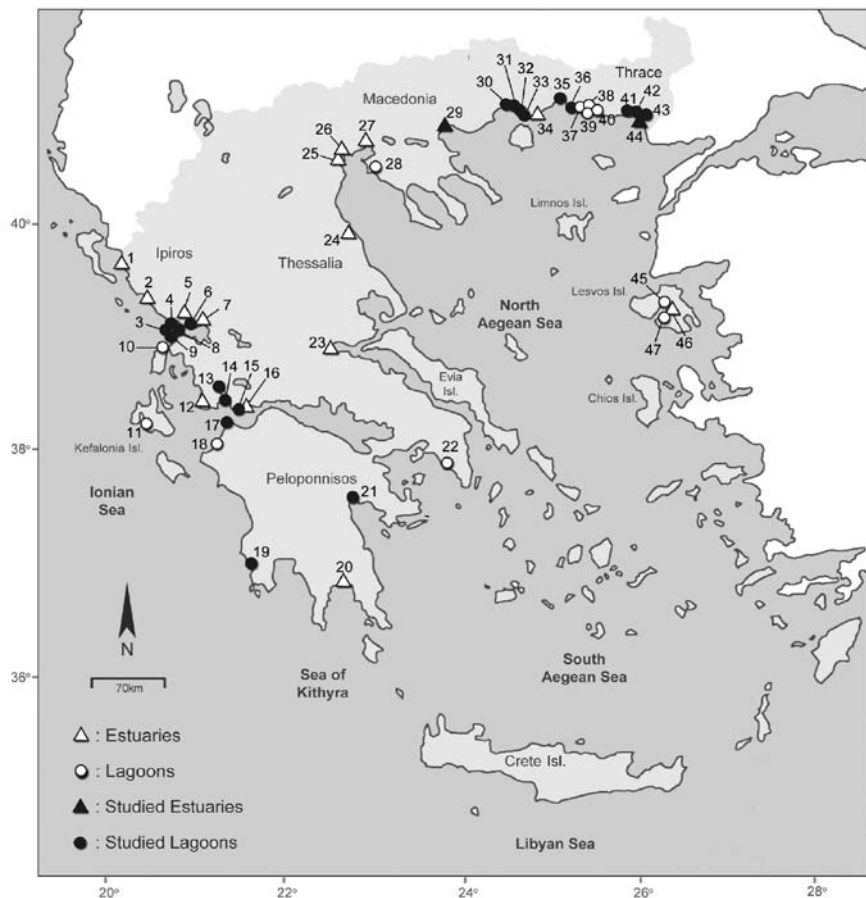 31
32
30
33
35
36
38
Thrace
42
41
43
Macedonia
29
34
37
39
40
44
27
26
25
28
40°
Limnos Isl.
1
Ipiros
24
Thessalia
2
5
6
4
7
North
Aegean Sea
45
Lesvos Isl.
3
8
9
10
23
47
46
Evia
Isl.
13
14
15
16
12
Chios Isl.
11
38°
17
18
22
Kefalonia Isl.
Peloponnisos
21
Ionian
Sea
19
20
N
36°
70km
Sea of
Kithyra
South
Aegean Sea
: Estuaries
: Lagoons
Crete Isl.
: Studied Estuaries
: Studied Lagoons
Libyan Sea
20°
22°
24°
26°
28°